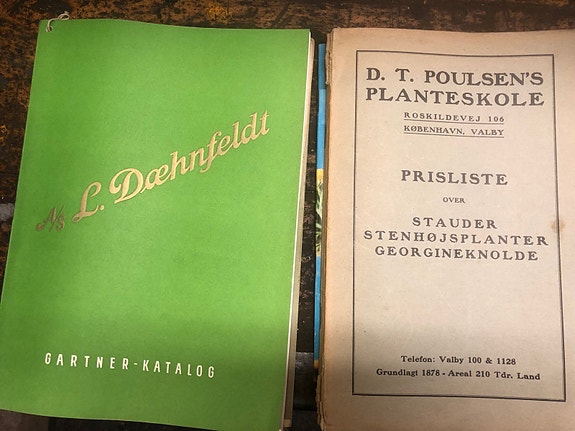 A/S L. Dæhnfeldt
GARTNER-KATALOG
D. T. POULSEN'S
PLANTESKOLE
ROSKILDEVEJ 106
KØBENHAVN, VALBY
PRISLISTE
OVER
STAUDER
STENHØJSPLANTER
GEORGINEKNOLDE
Telefon: Valby 100 & 1128
Grundlagt 1878 - Areal 210 Tdr. Land